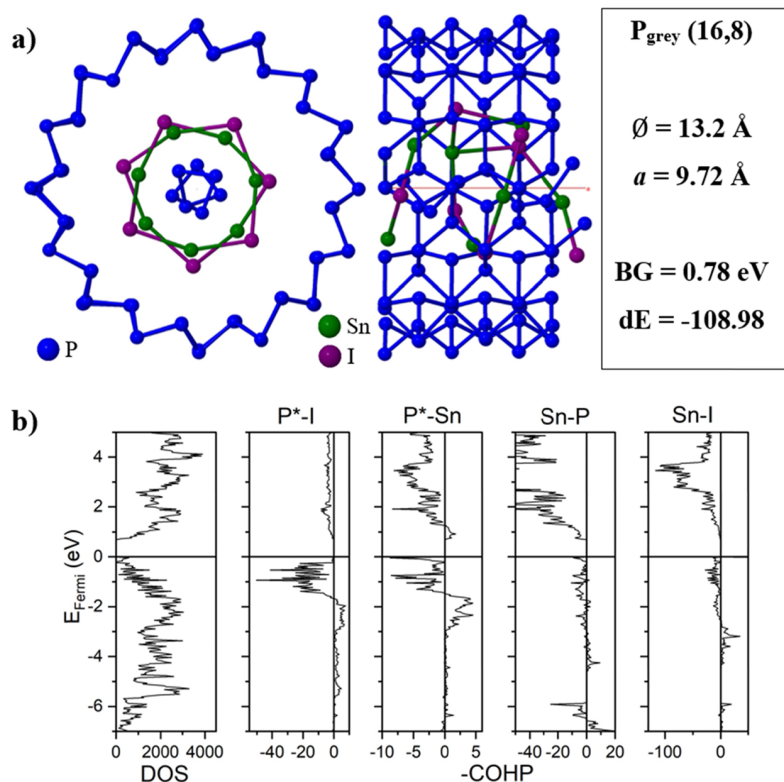 a)
P
Sn
I
P_grey (16,8)
Ø = 13.2 Å
a = 9.72 Å
BG = 0.78 eV
dE = -108.98
b)
P*-I
P*-Sn
Sn-P
Sn-I
4
2
0
-2
-4
-6
E_Fermi (eV)
0 2000 4000
-40 -20 0
-10 -5 0 5
-40 -20 0 20
-100 0
DOS
-COHP